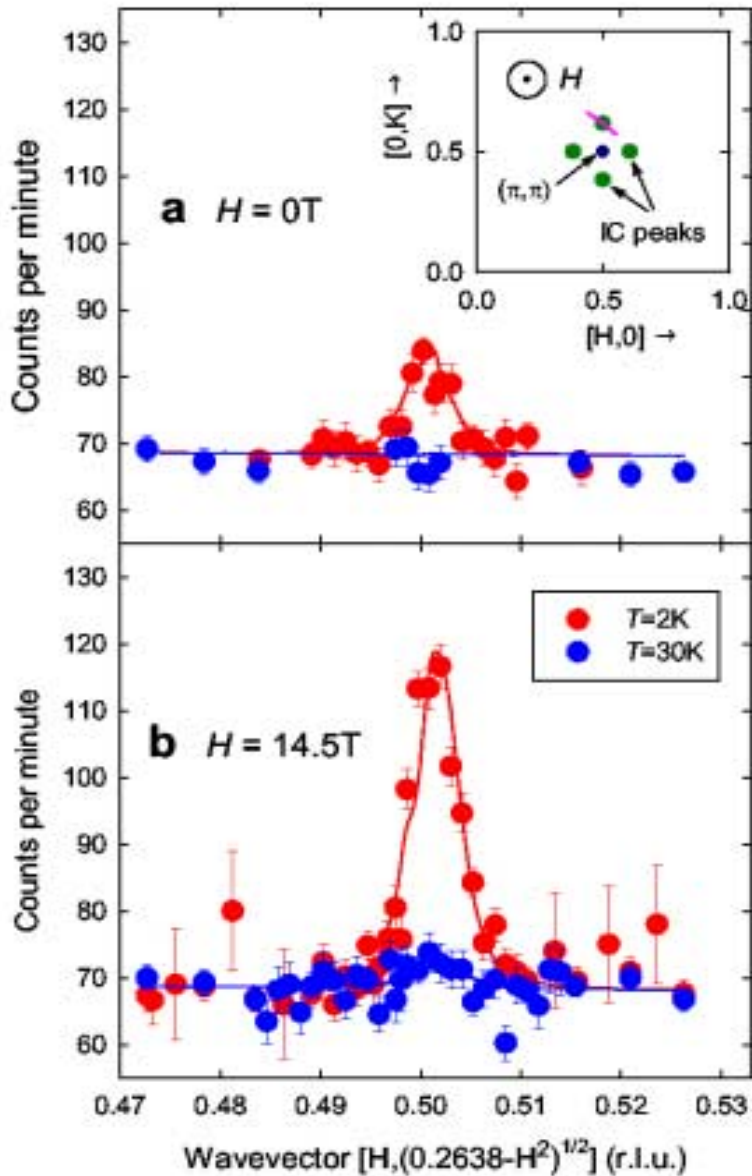 130
120
110
100
90
80
70
60
Counts per minute
a H = 0T
1.0
0.5
0.0
[0,K] →
H
(π,π)
IC peaks
0.0 0.5 1.0
[H,0] →
130
120
110
100
90
80
70
60
Counts per minute
b H = 14.5T
T=2K
T=30K
0.47 0.48 0.49 0.50 0.51 0.52 0.53
Wavevector [H,(0.2638-H²)^1/2] (r.l.u.)